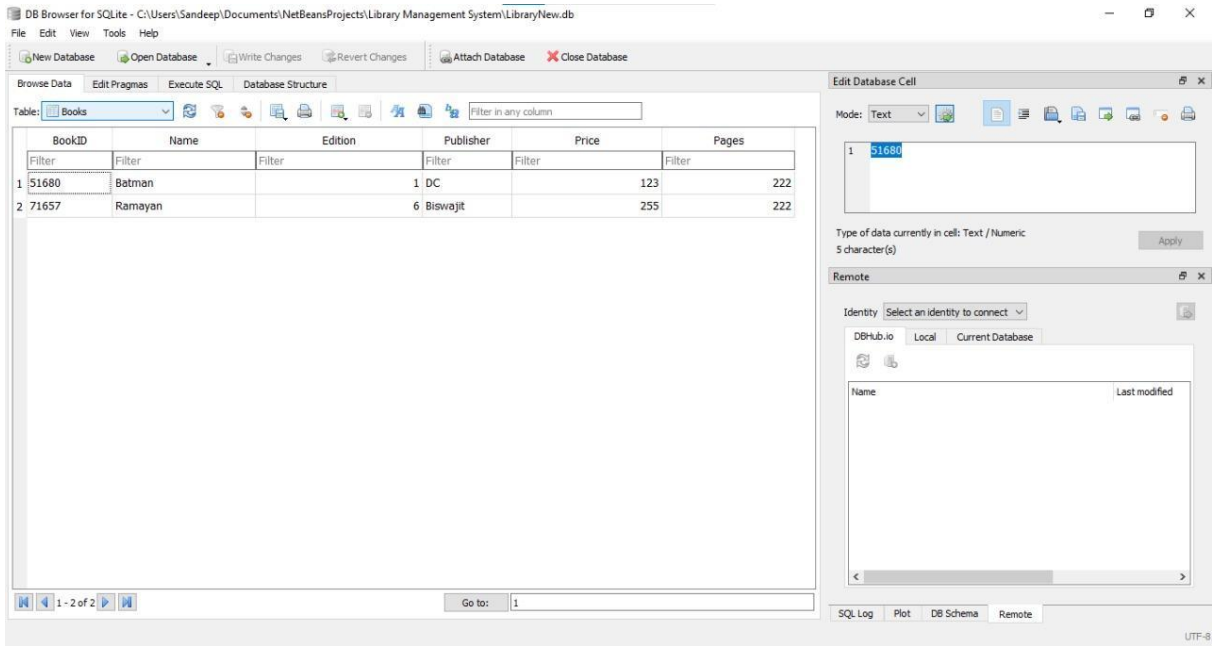 DB Browser for SQLite - C:\Users\Sandeep\Documents\NetBeansProjects\Library Management System\LibraryNew.db
File Edit View Tools Help
New Database Open Database Write Changes Revert Changes Attach Database Close Database
Browse Data Edit Pragmas Execute SQL Database Structure
Table: Books Filter in any column
BookID Name Edition Publisher Price Pages
Filter Filter Filter Filter Filter Filter
1 51680 Batman 1 DC 123 222
2 71657 Ramayan 6 Biswajit 255 222
1 - 2 of 2 Go to: 1
Edit Database Cell
Mode: Text
1 51680
Type of data currently in cell: Text / Numeric
5 character(s)
Apply
Remote
Identity Select an identity to connect
DBHub.io Local Current Database
Name Last modified
SQL Log Plot DB Schema Remote
UTF-8